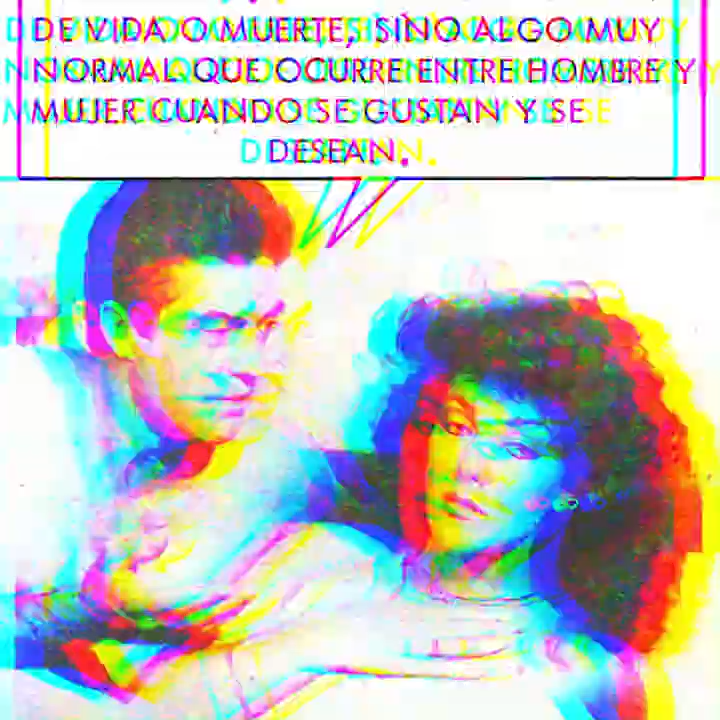 DE VIDA O MUERTE, SINO ALGO MUY
NORMAL QUE OCURRE ENTRE HOMBRE Y
MUJER CUANDO SE GUSTAN Y SE
DESEAN.